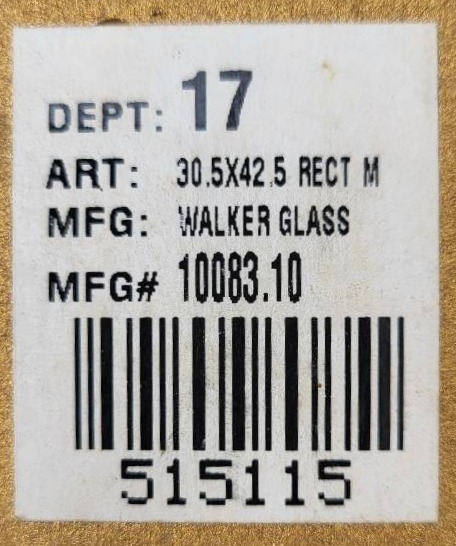 DEPT: 17
ART: 30.5X42.5 RECT M
MFG: WALKER GLASS
MFG# 10083.10
515115